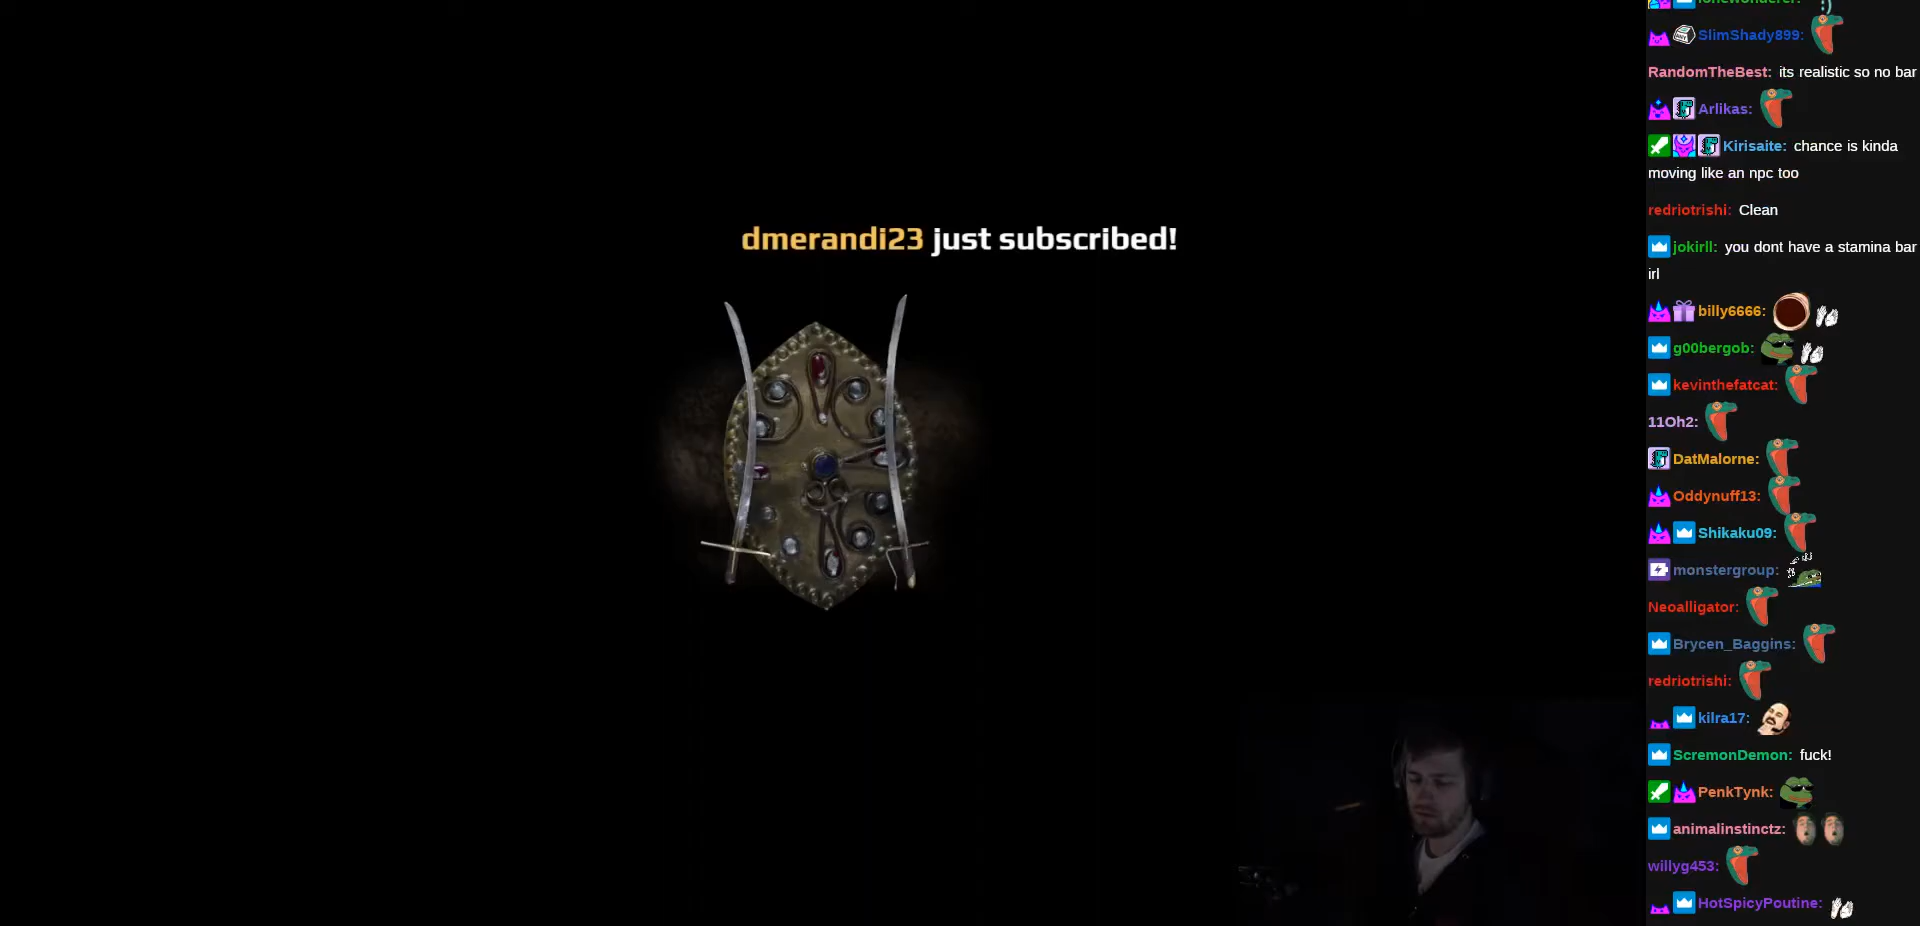 dmerandi23 just subscribed!
SlimShady899:
RandomTheBest: its realistic so no bar
Arlikas:
Kirisaite: chance is kinda
moving like an npc too
redriotrishi: Clean
jokirll: you dont have a stamina bar
irl
billy6666:
g00bergob:
kevinthefatcat:
11Oh2:
DatMalorne:
Oddynuff13:
Shikaku09:
monstergroup:
Neoalligator:
Brycen_Baggins:
redriotrishi:
kilra17:
ScremonDemon: fuck!
PenkTynk:
animalinstinctz:
willyg453:
HotSpicyPoutine: